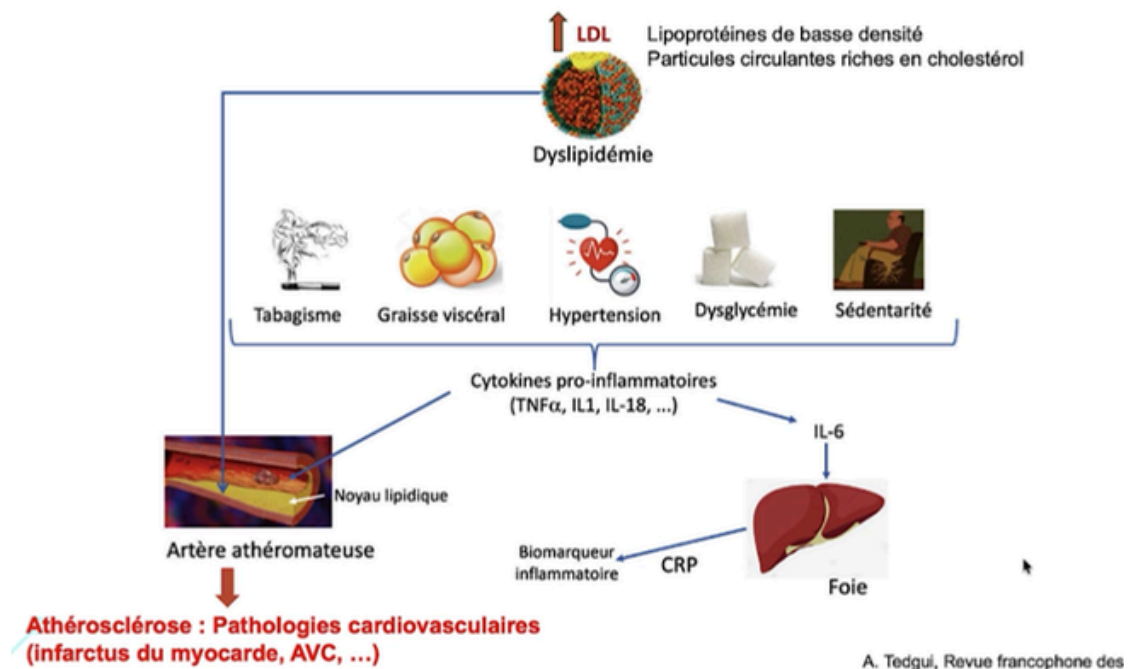 LDL
Lipoprotéines de basse densité
Particules circulantes riches en cholestérol
Dyslipidémie
Tabagisme
Graisse viscéral
Hypertension
Dysglycémie
Sédentarité
Cytokines pro-inflammatoires
(TNFα, IL1, IL-18, ...)
IL-6
Noyau lipidique
Artère athéromateuse
Biomarqueur
inflammatoire
CRP
Foie
Athérosclérose : Pathologies cardiovasculaires
(infarctus du myocarde, AVC, ...)
A. Tedgui, Revue francophone des